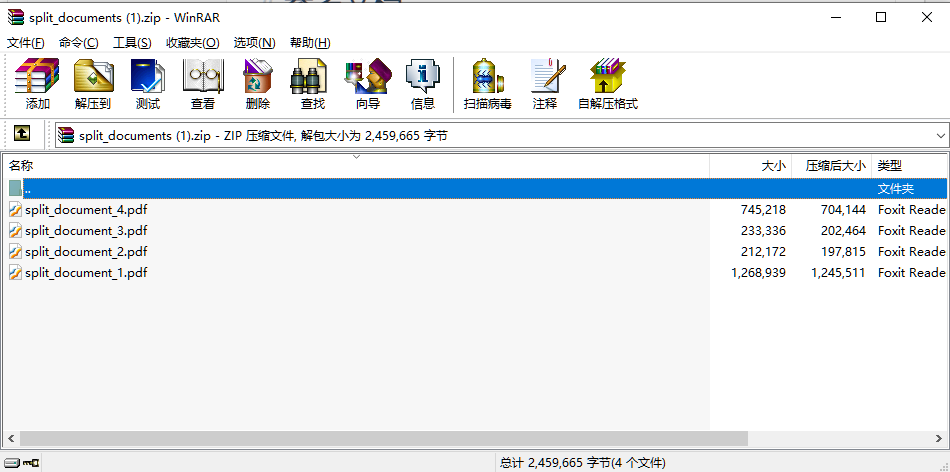 split_documents (1).zip - WinRAR
文件(F) 命令(C) 工具(S) 收藏夹(O) 选项(N) 帮助(H)
添加 解压到 测试 查看 删除 查找 向导 信息 扫描病毒 注释 自解压格式
split_documents (1).zip - ZIP 压缩文件, 解包大小为 2,459,665 字节
名称 大小 压缩后大小 类型
.. 文件夹
split_document_4.pdf 745,218 704,144 Foxit Reade
split_document_3.pdf 233,336 202,464 Foxit Reade
split_document_2.pdf 212,172 197,815 Foxit Reade
split_document_1.pdf 1,268,939 1,245,511 Foxit Reade
总计 2,459,665 字节(4 个文件)